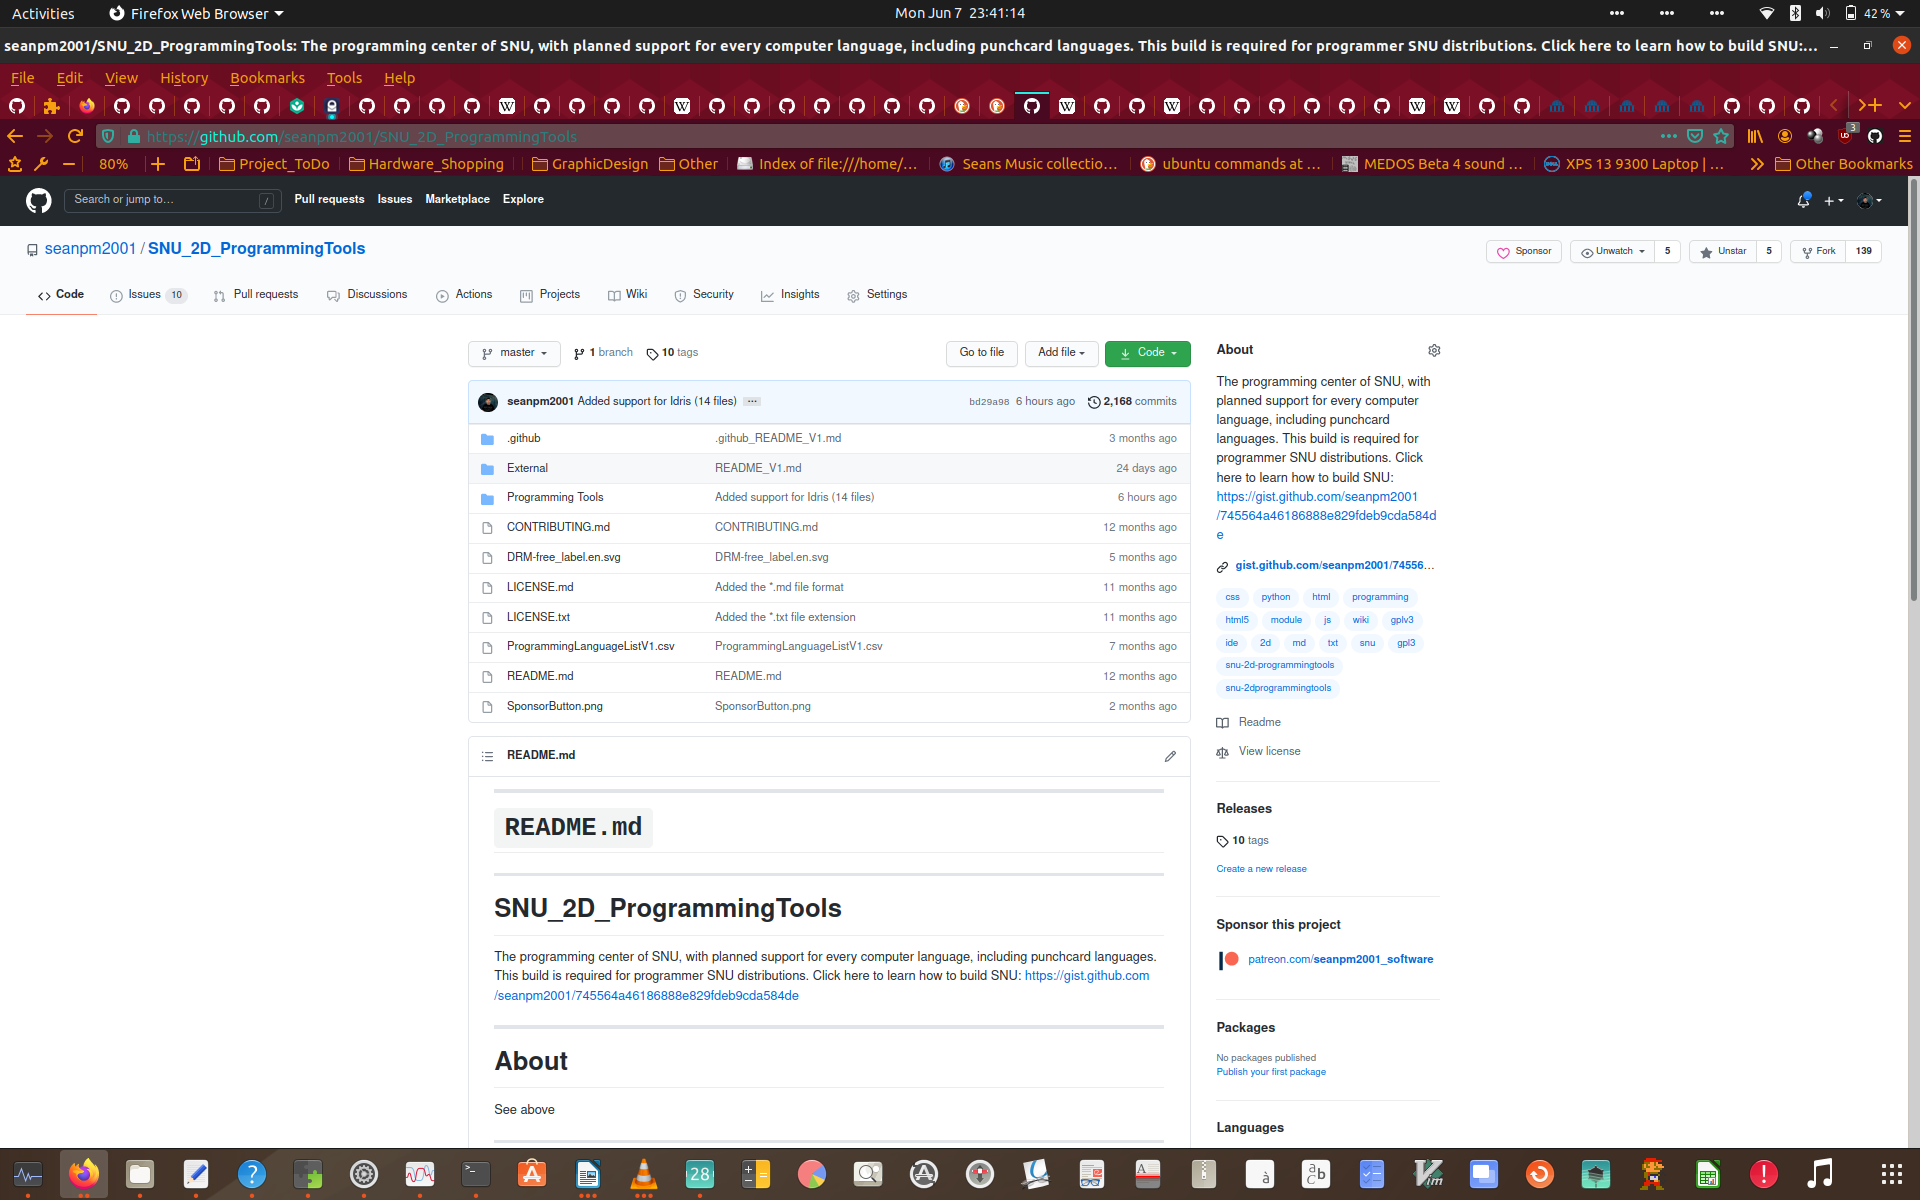 Activities
Firefox Web Browser
Mon Jun 7 23:41:14
42 %
seanpm2001/SNU_2D_ProgrammingTools: The programming center of SNU, with planned support for every computer language, including punchcard languages. This build is required for programmer SNU distributions. Click here to learn how to build SNU:...
File Edit View History Bookmarks Tools Help
https://github.com/seanpm2001/SNU_2D_ProgrammingTools
3
80%
Project_ToDo
Hardware_Shopping
GraphicDesign
Other
Index of file:///home/...
Seans Music collectio...
ubuntu commands at ...
MEDOS Beta 4 sound ...
XPS 13 9300 Laptop | ...
Other Bookmarks
Search or jump to...
/
Pull requests Issues Marketplace Explore
seanpm2001 / SNU_2D_ProgrammingTools
Sponsor
Unwatch 5
Unstar 5
Fork 139
Code
Issues 10
Pull requests
Discussions
Actions
Projects
Wiki
Security
Insights
Settings
master
1 branch
10 tags
Go to file
Add file
Code
seanpm2001 Added support for Idris (14 files) ...
bd29a98 6 hours ago
2,168 commits
.github .github_README_V1.md 3 months ago
External README_V1.md 24 days ago
Programming Tools Added support for Idris (14 files) 6 hours ago
CONTRIBUTING.md CONTRIBUTING.md 12 months ago
DRM-free_label.en.svg DRM-free_label.en.svg 5 months ago
LICENSE.md Added the *.md file format 11 months ago
LICENSE.txt Added the *.txt file extension 11 months ago
ProgrammingLanguageListV1.csv ProgrammingLanguageListV1.csv 7 months ago
README.md README.md 12 months ago
SponsorButton.png SponsorButton.png 2 months ago
README.md
README.md
SNU_2D_ProgrammingTools
The programming center of SNU, with planned support for every computer language, including punchcard languages.
This build is required for programmer SNU distributions. Click here to learn how to build SNU: https://gist.github.com
/seanpm2001/745564a46186888e829fdeb9cda584de
About
See above
About
The programming center of SNU, with
planned support for every computer
language, including punchcard
languages. This build is required for
programmer SNU distributions. Click
here to learn how to build SNU:
https://gist.github.com/seanpm2001
/745564a46186888e829fdeb9cda584d
e
gist.github.com/seanpm2001/74556...
css python html programming
html5 module js wiki gplv3
ide 2d md txt snu gpl3
snu-2d-programmingtools
snu-2dprogrammingtools
Readme
View license
Releases
10 tags
Create a new release
Sponsor this project
patreon.com/seanpm2001_software
Packages
No packages published
Publish your first package
Languages
28